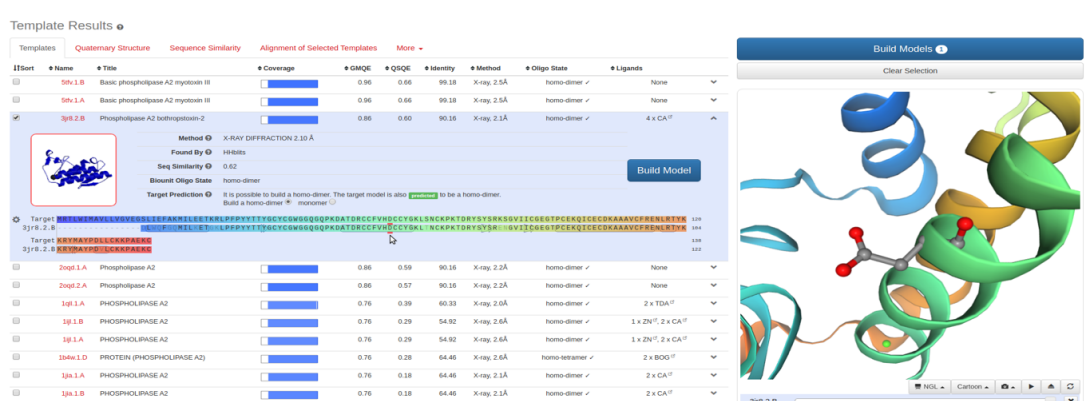 Template Results
Templates Quaternary Structure Sequence Similarity Alignment of Selected Templates More
Sort Name Title Coverage GMQE QSQE Identity Method Oligo State Ligands
5tfv.1.B Basic phospholipase A2 myotoxin III 0.96 0.66 99.18 X-ray, 2.5Å homo-dimer ✓ None
5tfv.1.A Basic phospholipase A2 myotoxin III 0.96 0.66 99.18 X-ray, 2.5Å homo-dimer ✓ None
3jr8.2.B Phospholipase A2 bothropstoxin-2 0.86 0.60 90.16 X-ray, 2.1Å homo-dimer ✓ 4 x CA
Method X-RAY DIFFRACTION 2.10 Å
Found By HHblits
Seq Similarity 0.62
Biounit Oligo State homo-dimer
Target Prediction It is possible to build a homo-dimer. The target model is also predicted to be a homo-dimer.
Build a homo-dimer monomer
Build Model
Target 120
3jr8.2.B 104
Target KRYMAYPDLLCKKPAEKC 138
3jr8.2.B KRYMAYPDLLCKKPAEKC 122
2oqd.1.A Phospholipase A2 0.86 0.59 90.16 X-ray, 2.2Å homo-dimer ✓ None
2oqd.2.A Phospholipase A2 0.86 0.57 90.16 X-ray, 2.2Å homo-dimer ✓ None
1qll.1.A PHOSPHOLIPASE A2 0.76 0.39 60.33 X-ray, 2.0Å homo-dimer ✓ 2 x TDA
1ijl.1.B PHOSPHOLIPASE A2 0.76 0.29 54.92 X-ray, 2.6Å homo-dimer ✓ 1 x ZN, 2 x CA
1ijl.1.A PHOSPHOLIPASE A2 0.76 0.29 54.92 X-ray, 2.6Å homo-dimer ✓ 1 x ZN, 2 x CA
1b4w.1.D PROTEIN (PHOSPHOLIPASE A2) 0.76 0.28 64.46 X-ray, 2.6Å homo-tetramer ✓ 2 x BOG
1jia.1.A PHOSPHOLIPASE A2 0.76 0.18 64.46 X-ray, 2.1Å homo-dimer ✓ 2 x CA
1jia.1.B PHOSPHOLIPASE A2 0.76 0.18 64.46 X-ray, 2.1Å homo-dimer ✓ 2 x CA
Build Models 1
Clear Selection
NGL Cartoon
3jr8.2.B